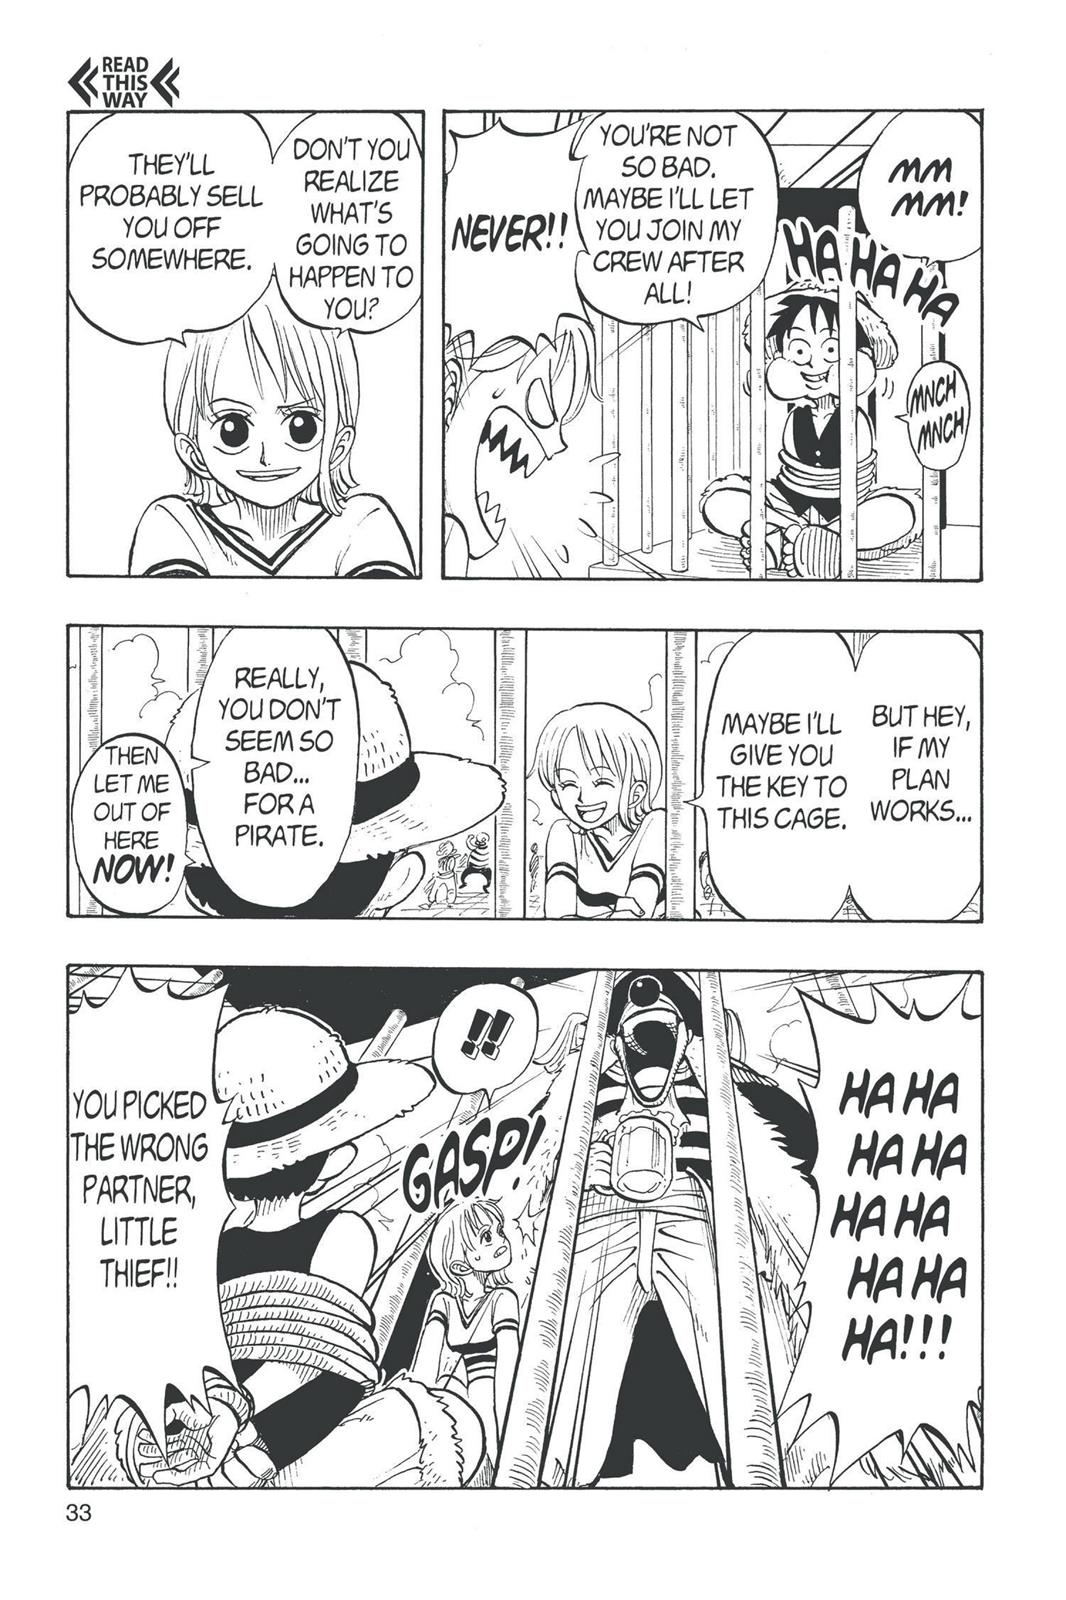 READ
THIS
WAY
MM
MM!
HA HA HA
MNCH
MNCH
YOU'RE NOT
SO BAD.
MAYBE I'LL LET
YOU JOIN MY
CREW AFTER
ALL!
NEVER!!
DON'T YOU
REALIZE
WHAT'S
GOING TO
HAPPEN TO
YOU?
THEY'LL
PROBABLY SELL
YOU OFF
SOMEWHERE.
BUT HEY,
IF MY
PLAN
WORKS...
MAYBE I'LL
GIVE YOU
THE KEY TO
THIS CAGE.
REALLY,
YOU DON'T
SEEM SO
BAD...
FOR A
PIRATE.
THEN
LET ME
OUT OF
HERE
NOW!
HA HA
HA HA
HA HA
HA HA
HA!!!
!!
GASP!
YOU PICKED
THE WRONG
PARTNER,
LITTLE
THIEF!!
33